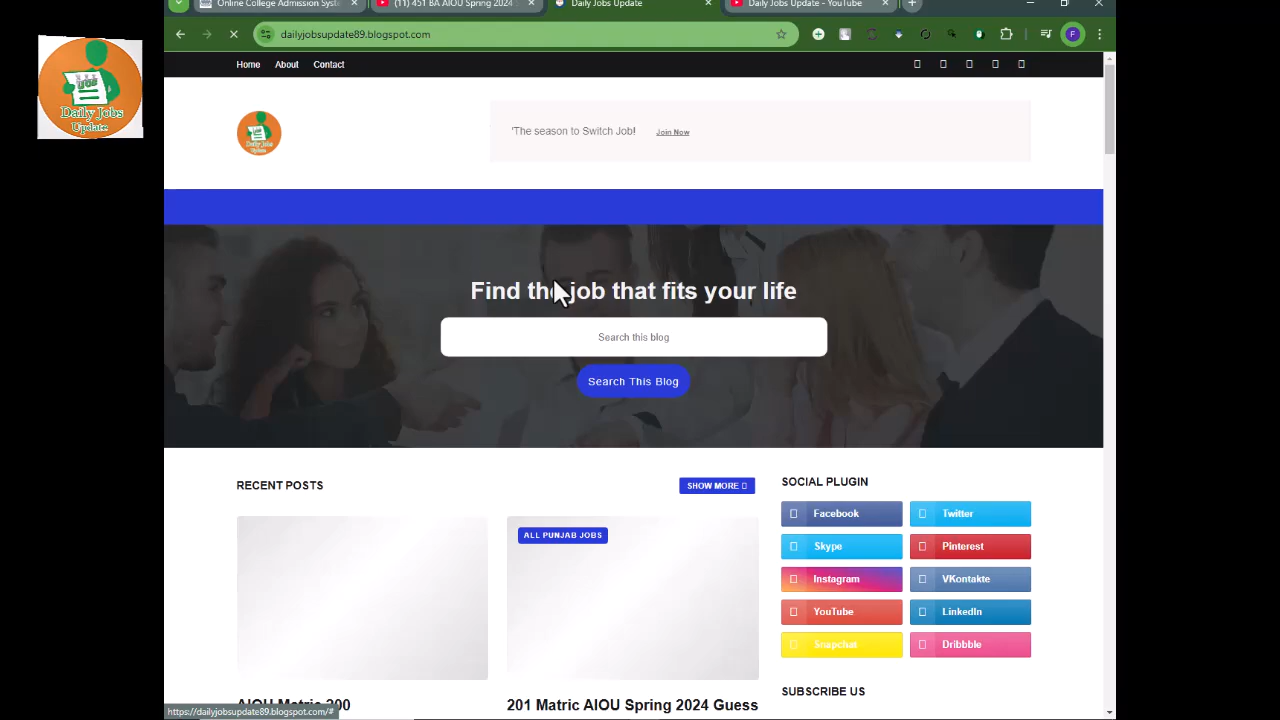 Online College Admission Syst
(11) 451 BA AIOU Spring 2024
Daily Jobs Update
Daily Jobs Update - YouTube
dailyjobsupdate89.blogspot.com
F
JOB
Daily Jobs
Update
Home
About
Contact
'The season to Switch Job!
Join Now
Find the job that fits your life
Search this blog
Search This Blog
RECENT POSTS
SHOW MORE
ALL PUNJAB JOBS
AIOU Matric 200
201 Matric AIOU Spring 2024 Guess
SOCIAL PLUGIN
Facebook
Twitter
Skype
Pinterest
Instagram
VKontakte
YouTube
LinkedIn
Snapchat
Dribbble
SUBSCRIBE US
https://dailyjobsupdate89.blogspot.com/#